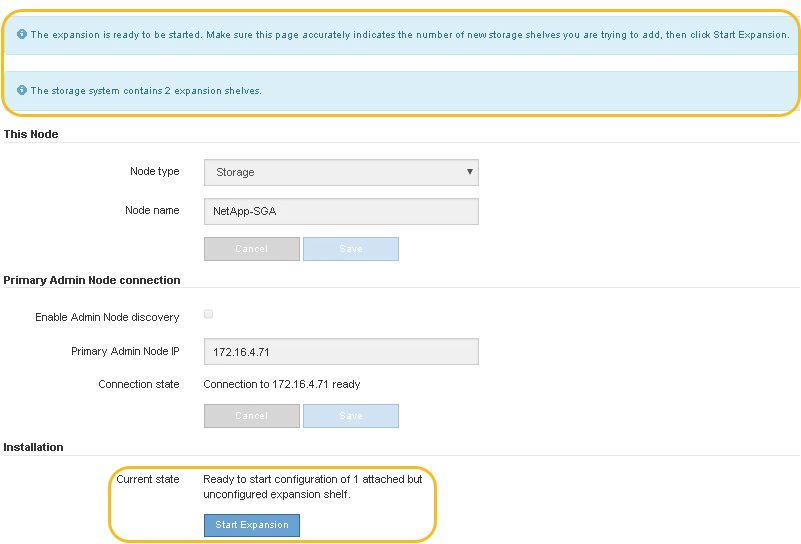 The expansion is ready to be started. Make sure this page accurately indicates the number of new storage shelves you are trying to add, then click Start Expansion.
The storage system contains 2 expansion shelves.
This Node
Node type Storage
Node name NetApp-SGA
Cancel Save
Primary Admin Node connection
Enable Admin Node discovery
Primary Admin Node IP 172.16.4.71
Connection state Connection to 172.16.4.71 ready
Cancel Save
Installation
Current state Ready to start configuration of 1 attached but
unconfigured expansion shelf.
Start Expansion